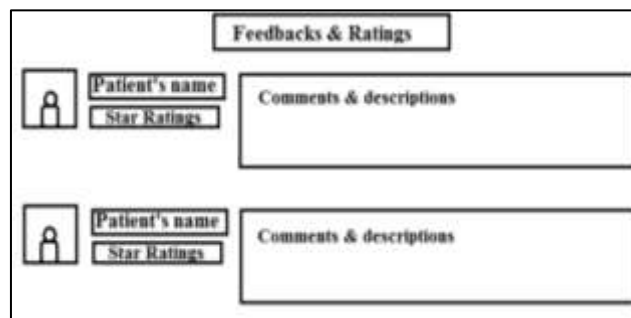 Feedbacks & Ratings
Patient's name
Star Ratings
Comments & descriptions
Patient's name
Star Ratings
Comments & descriptions